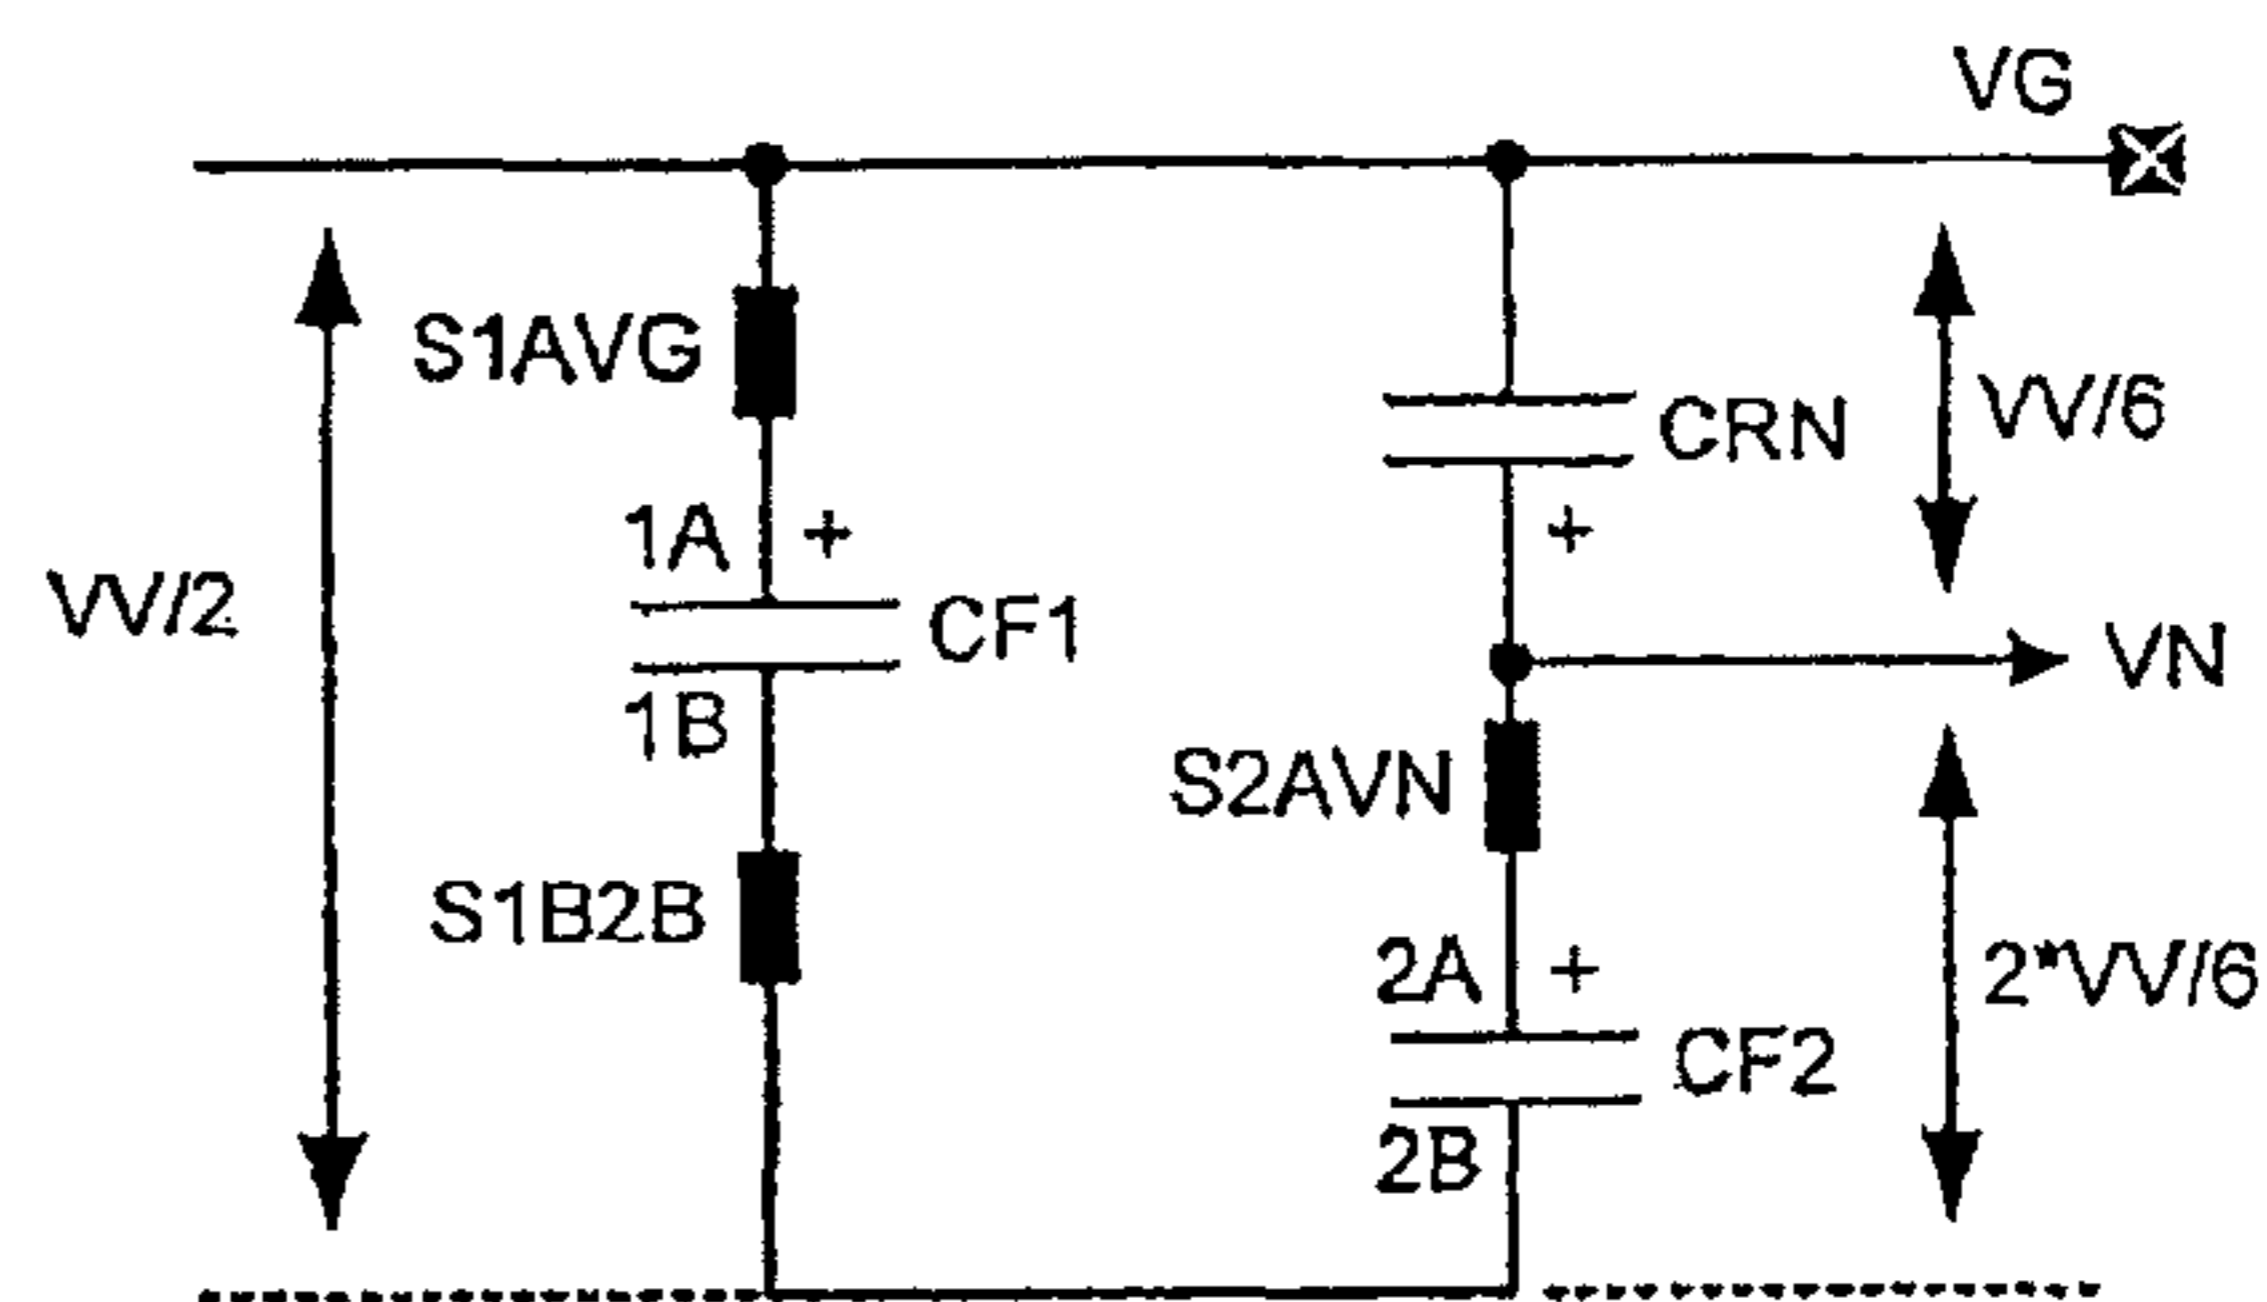 VG
S1AVG
CRN
VV/6
1A +
+
VV/2
CF1
VN
1B
S2AVN
S1B2B
2A +
2*VV/6
CF2
2B